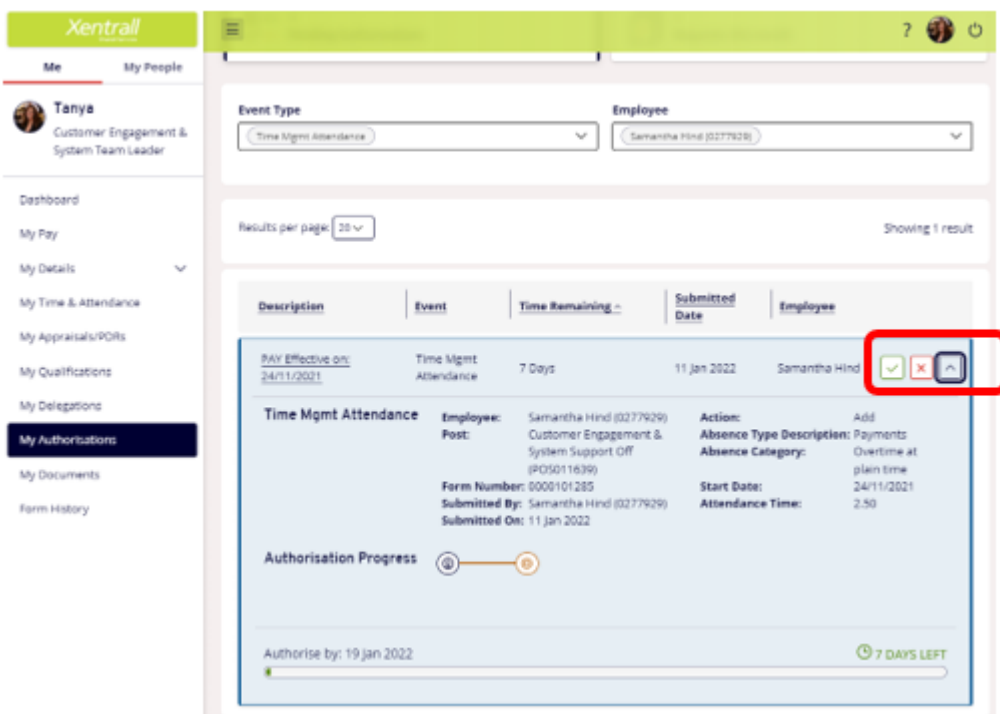 Xentrall
?
Me My People
Tanya
Customer Engagement &
System Team Leader
Dashboard
My Pay
My Details
My Time & Attendance
My Appraisals/PDRs
My Qualifications
My Delegations
My Authorisations
My Documents
Form History
Event Type Employee
Time Mgmt Attendance Samantha Hind (0277929)
Results per page: 20 Showing 1 result
Description Event Time Remaining Submitted Date Employee
PAY Effective on: Time Mgmt
24/11/2021 Attendance 7 Days 11 Jan 2022 Samantha Hind
Time Mgmt Attendance Employee: Samantha Hind (0277929) Action: Add
Post: Customer Engagement & Absence Type Description: Payments
System Support Off Absence Category: Overtime at
(POS011639) plain time
Form Number: 0000101285 Start Date: 24/11/2021
Submitted By: Samantha Hind (0277929) Attendance Time: 2.50
Submitted On: 11 Jan 2022
Authorisation Progress
Authorise by: 19 Jan 2022 7 DAYS LEFT